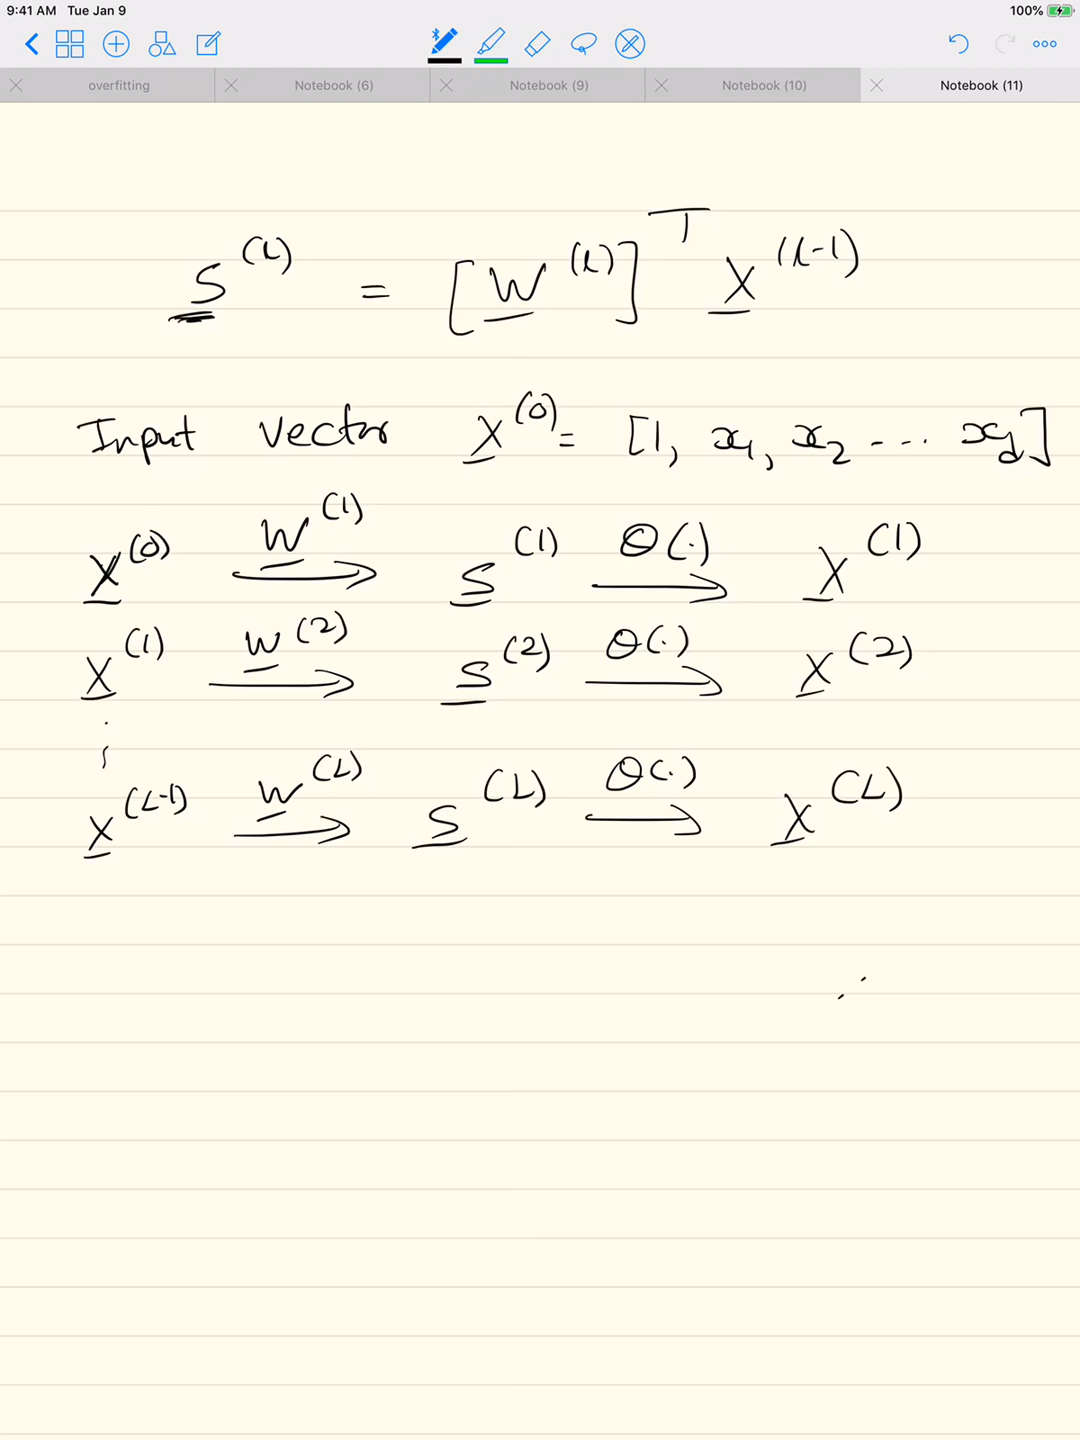 9:41 AM Tue Jan 9 100%
overfitting Notebook (6) Notebook (9) Notebook (10) Notebook (11)
S^(l) = [W^(l)]^T X^(l-1)
Input vector X^(0) = [1, x₁, x₂ ... x_d]
X^(0) —W^(1)→ S^(1) —θ(·)→ X^(1)
X^(1) —W^(2)→ S^(2) —θ(·)→ X^(2)
⋮
X^(L-1) —W^(L)→ S^(L) —θ(·)→ X^(L)